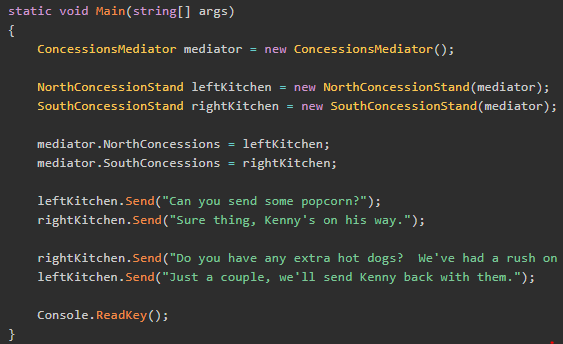 static void Main(string[] args)
{
    ConcessionsMediator mediator = new ConcessionsMediator();

    NorthConcessionStand leftKitchen = new NorthConcessionStand(mediator);
    SouthConcessionStand rightKitchen = new SouthConcessionStand(mediator);

    mediator.NorthConcessions = leftKitchen;
    mediator.SouthConcessions = rightKitchen;

    leftKitchen.Send("Can you send some popcorn?");
    rightKitchen.Send("Sure thing, Kenny's on his way.");

    rightKitchen.Send("Do you have any extra hot dogs?  We've had a rush on
    leftKitchen.Send("Just a couple, we'll send Kenny back with them.");

    Console.ReadKey();
}